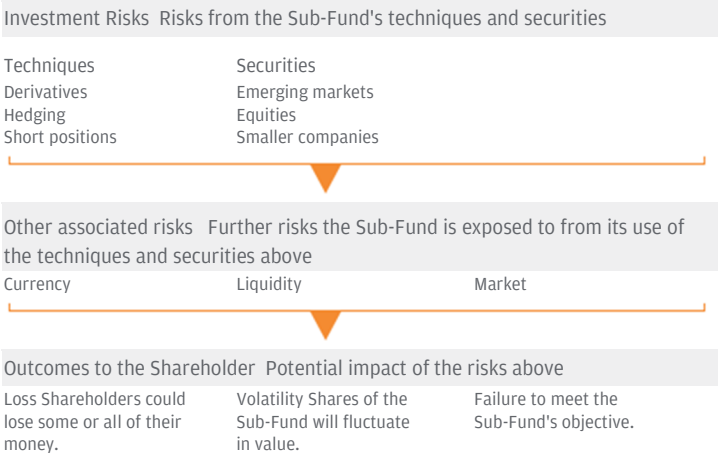 Investment Risks Risks from the Sub-Fund's techniques and securities
Techniques
Derivatives
Hedging
Short positions
Securities
Emerging markets
Equities
Smaller companies
Other associated risks Further risks the Sub-Fund is exposed to from its use of
the techniques and securities above
Currency
Liquidity
Market
Outcomes to the Shareholder Potential impact of the risks above
Loss Shareholders could
lose some or all of their
money.
Volatility Shares of the
Sub-Fund will fluctuate
in value.
Failure to meet the
Sub-Fund's objective.